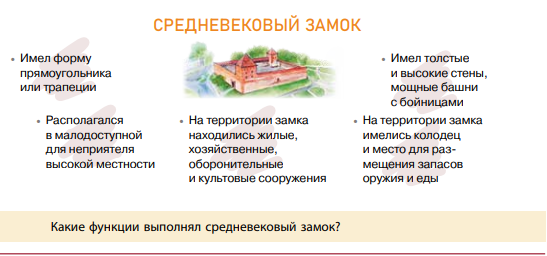 СРЕДНЕВЕКОВЫЙ ЗАМОК
• Имел форму
прямоугольника
или трапеции
• Имел толстые
и высокие стены,
мощные башни
с бойницами
• Располагался
в малодоступной
для неприятеля
высокой местности
• На территории замка
находились жилые,
хозяйственные,
оборонительные
и культовые сооружения
• На территории замка
имелись колодец
и место для раз-
мещения запасов
оружия и еды
Какие функции выполнял средневековый замок?